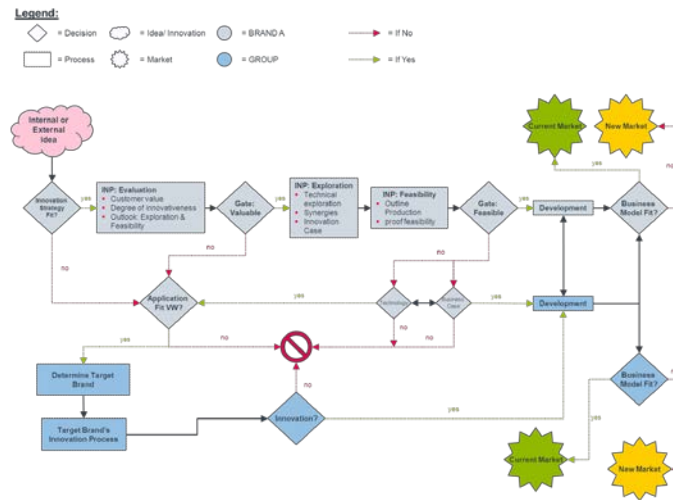 Legend:
= Decision
= Idea/ Innovation
= BRAND A
= If No
= Process
= Market
= GROUP
= If Yes
Internal or
External
idea
Current Market
New Market
yes
no
Innovation
Strategy
Fit?
yes
INP: Evaluation
Customer value
Degree of innovativeness
Outlook: Exploration &
Feasibility
Gate:
Valuable
yes
INP: Exploration
Technical
exploration
Synergies
Innovation
Case
INP: Feasibility
Outline
Production
proof feasibility
Gate:
Feasible
yes
Development
Business
Model Fit?
no
no
no
Application
Fit VW?
yes
Technology
Business
Case
yes
Development
yes
no
no
no
Determine Target
Brand
no
Business
Model Fit?
Target Brand's
Innovation Process
Innovation?
yes
yes
Current Market
New Market